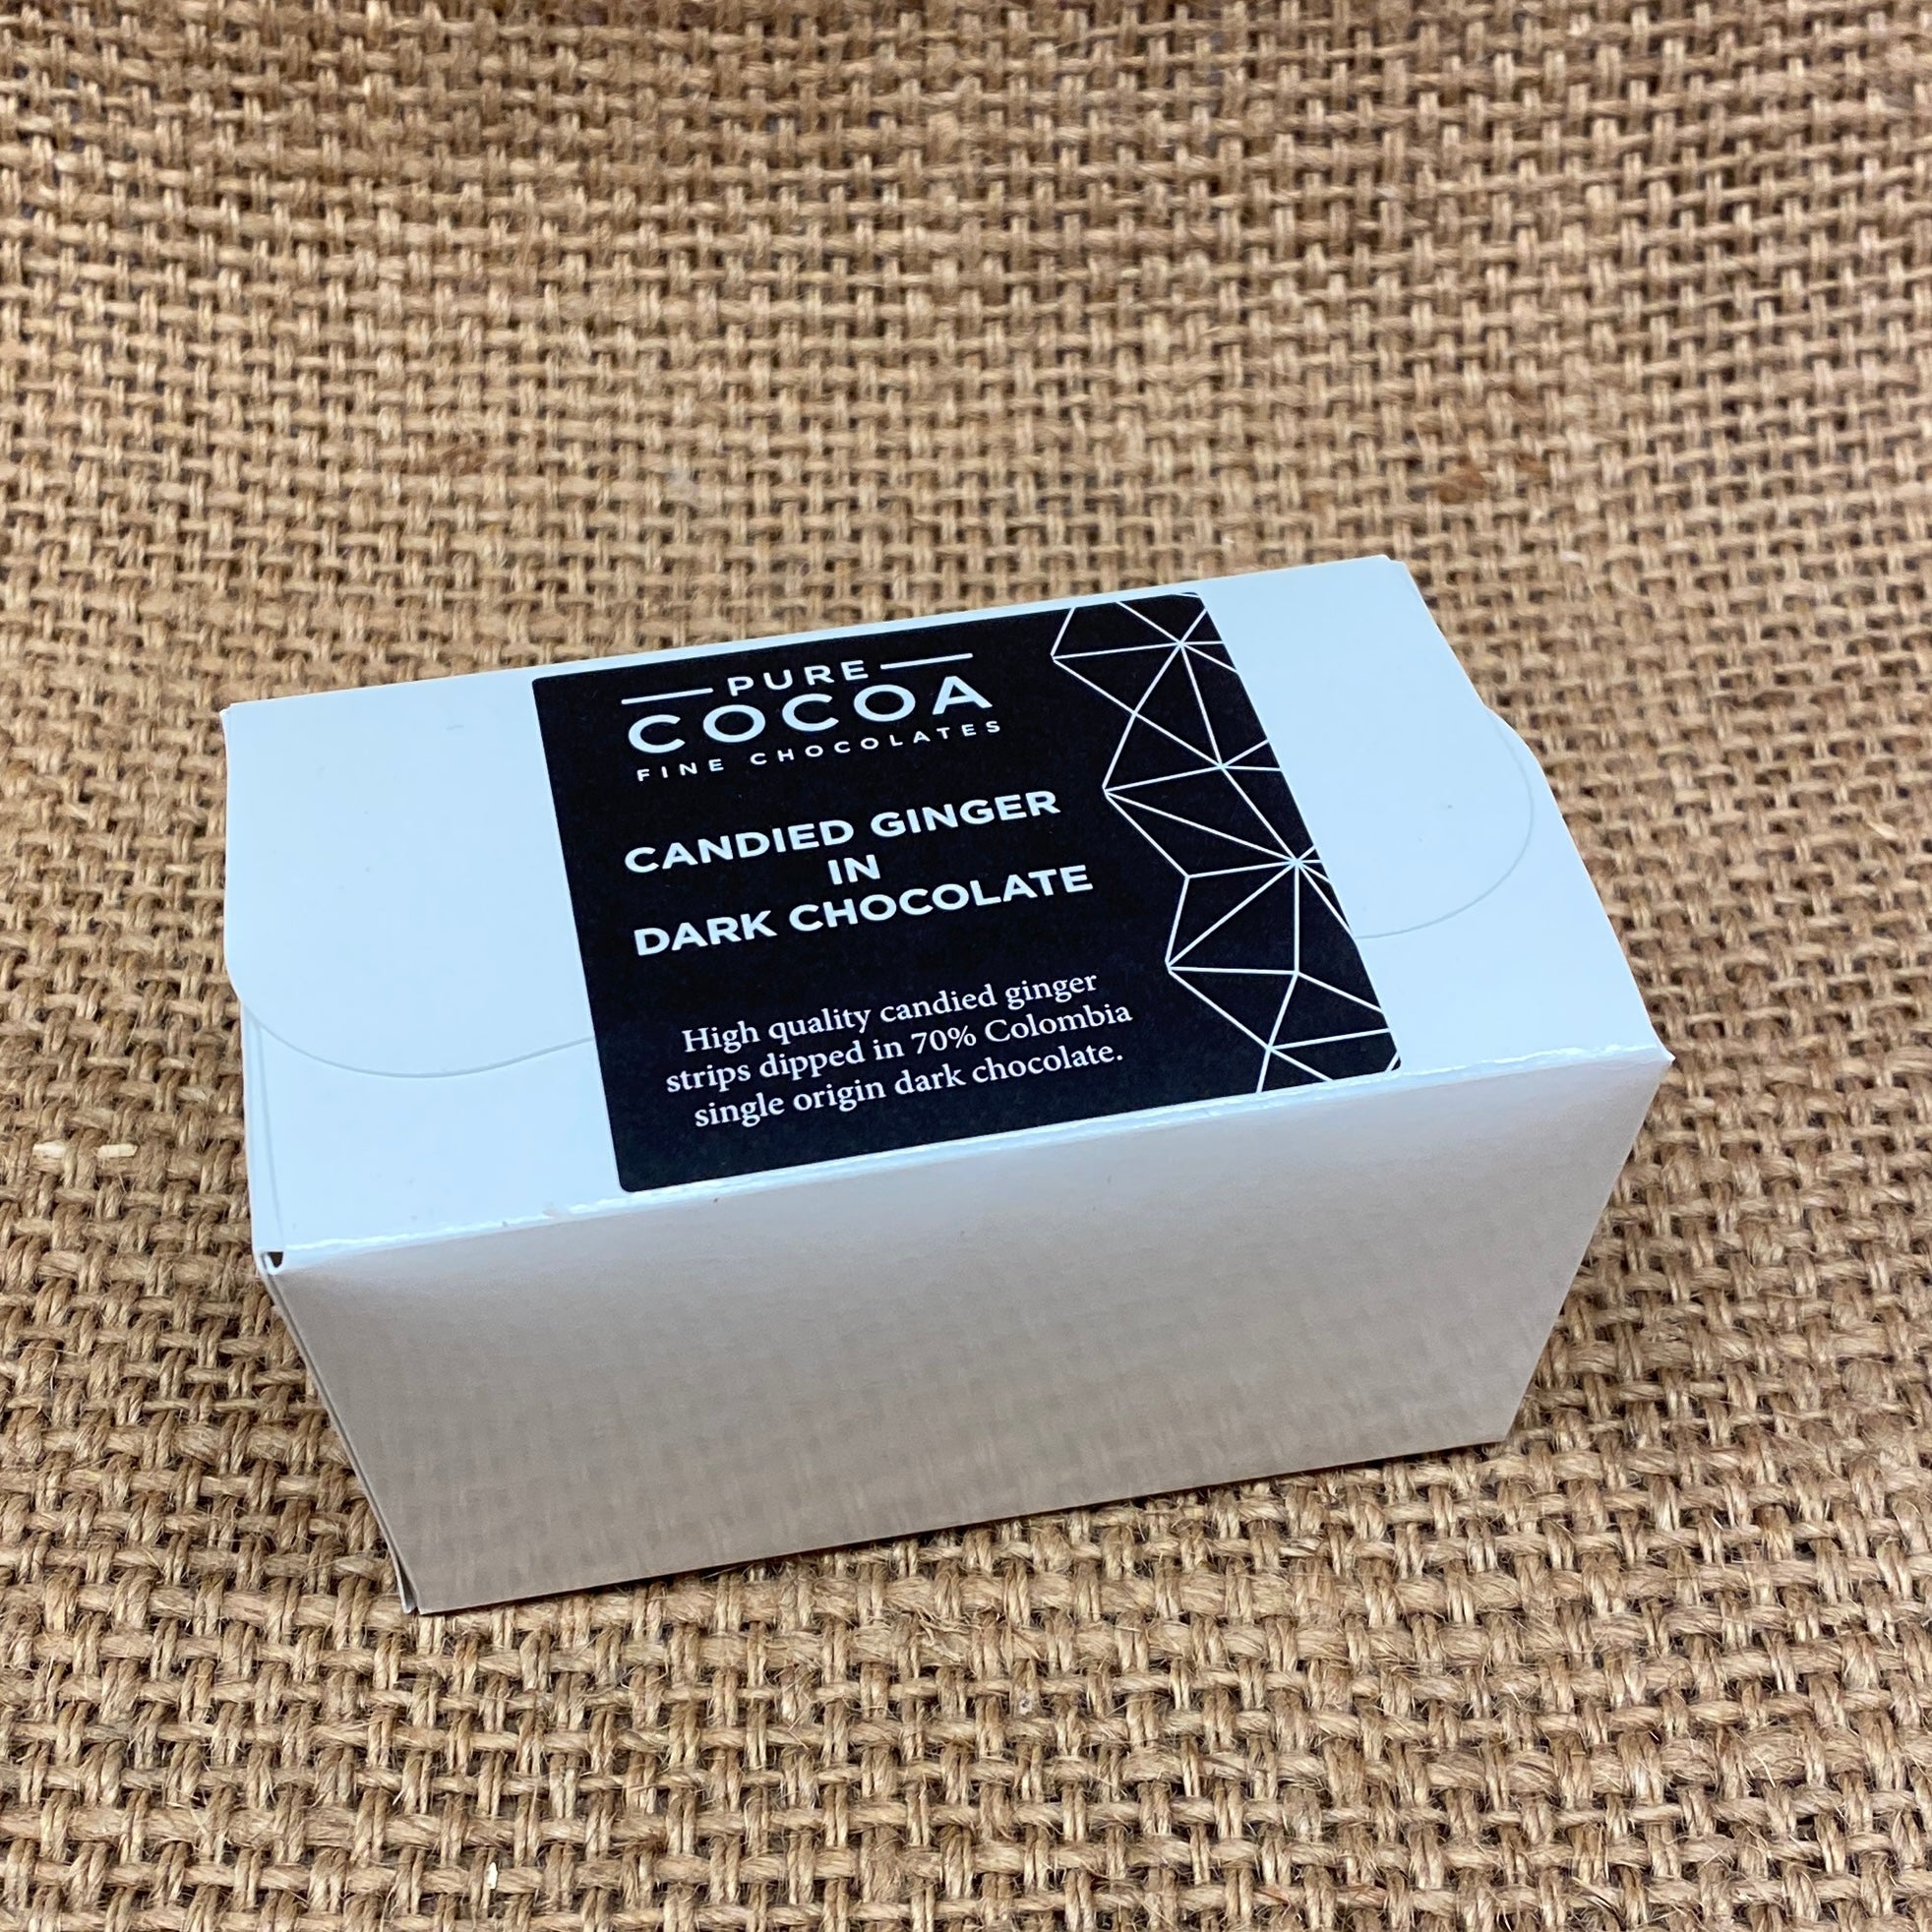 PURE
COCOA
FINE CHOCOLATES
CANDIED GINGER
IN
DARK CHOCOLATE
High quality candied ginger
strips dipped in 70% Colombia
single origin dark chocolate.